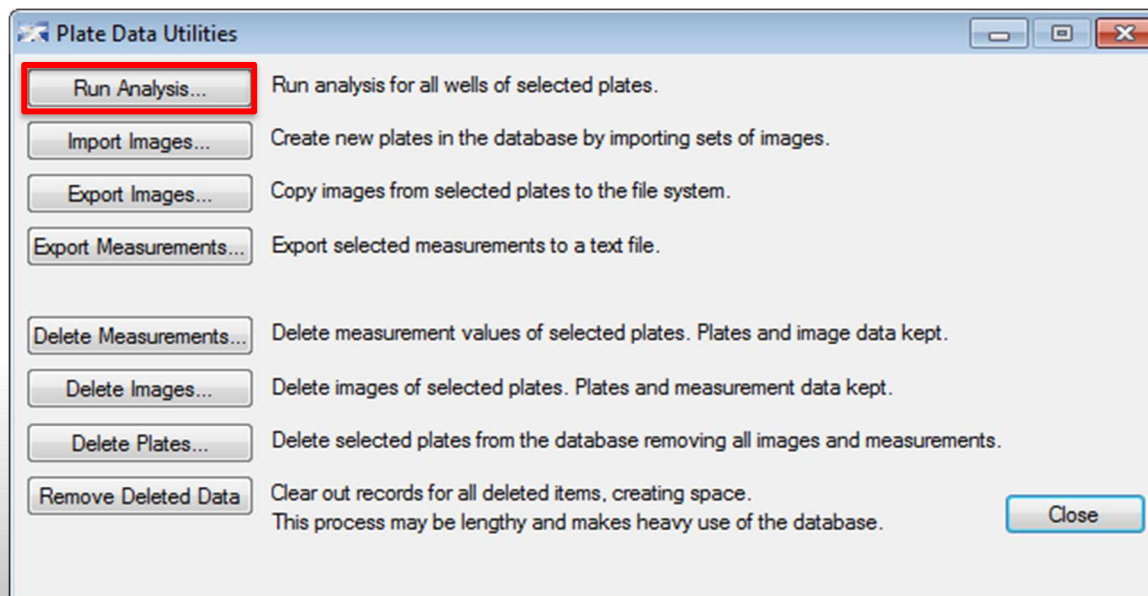 Plate Data Utilities
Run Analysis... Run analysis for all wells of selected plates.
Import Images... Create new plates in the database by importing sets of images.
Export Images... Copy images from selected plates to the file system.
Export Measurements... Export selected measurements to a text file.
Delete Measurements... Delete measurement values of selected plates. Plates and image data kept.
Delete Images... Delete images of selected plates. Plates and measurement data kept.
Delete Plates... Delete selected plates from the database removing all images and measurements.
Remove Deleted Data Clear out records for all deleted items, creating space.
This process may be lengthy and makes heavy use of the database.
Close